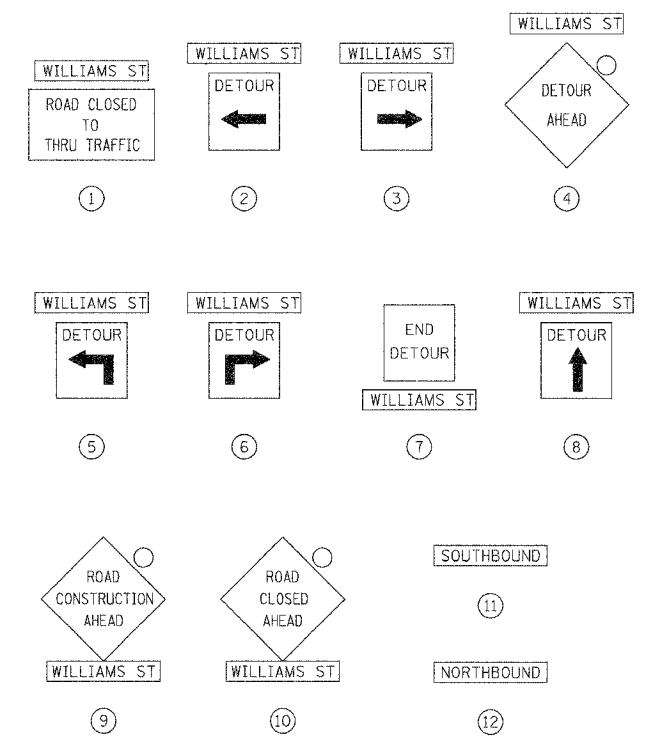 WILLIAMS ST
ROAD CLOSED
TO
THRU TRAFFIC
1
WILLIAMS ST
DETOUR
2
WILLIAMS ST
DETOUR
3
WILLIAMS ST
DETOUR
AHEAD
4
WILLIAMS ST
DETOUR
5
WILLIAMS ST
DETOUR
6
END
DETOUR
WILLIAMS ST
7
WILLIAMS ST
DETOUR
8
ROAD
CONSTRUCTION
AHEAD
WILLIAMS ST
9
ROAD
CLOSED
AHEAD
WILLIAMS ST
10
SOUTHBOUND
11
NORTHBOUND
12